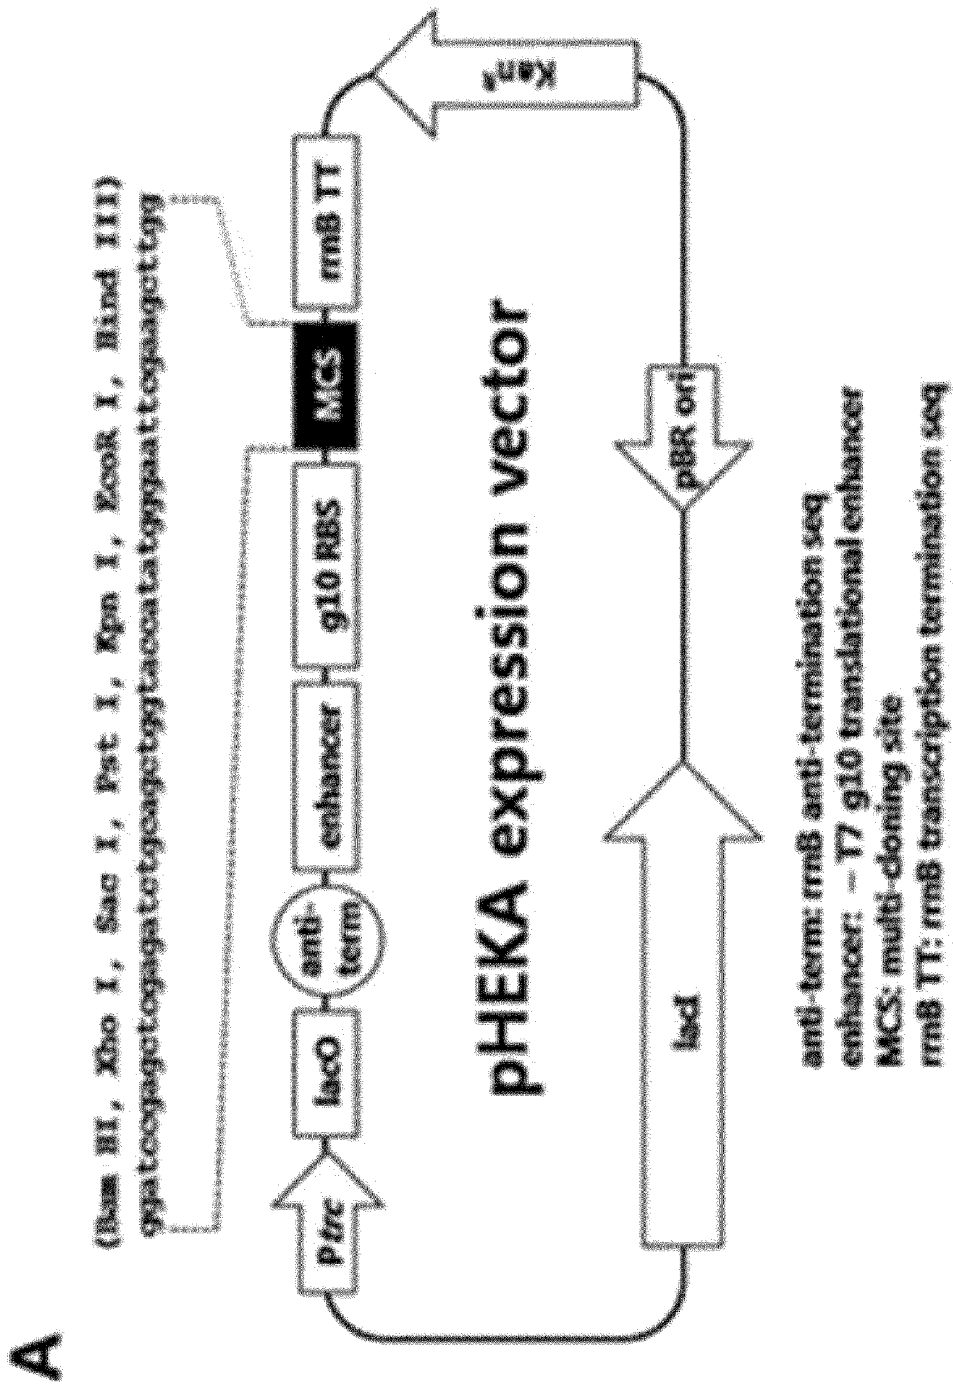 A
(Bam HI, Xho I, Sac I, Pst I, Kpn I, EcoR I, Hind III)
ggatccgagctcgagatctgcagctggtaccatatgggaattcgaagcttgg
Ptrc
lacO
anti-
term
enhancer
g10 RBS
MCS
rrnB TT
Kanᴿ
pHEKA expression vector
lacI
pBR ori
anti-term: rrnB anti-termination seq
enhancer: – T7 g10 translational enhancer
MCS: multi-cloning site
rrnB TT: rrnB transcription termination seq